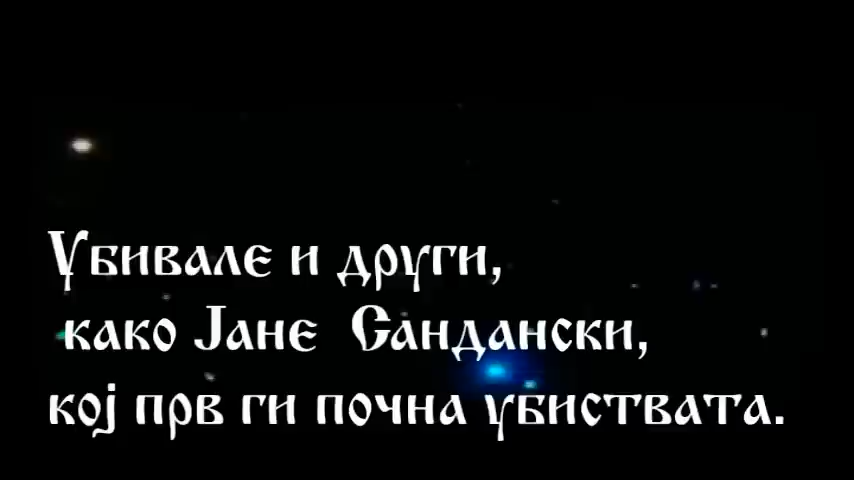 Убивале и други,
како Јане Сандански,
кој прв ги почна убиствата.